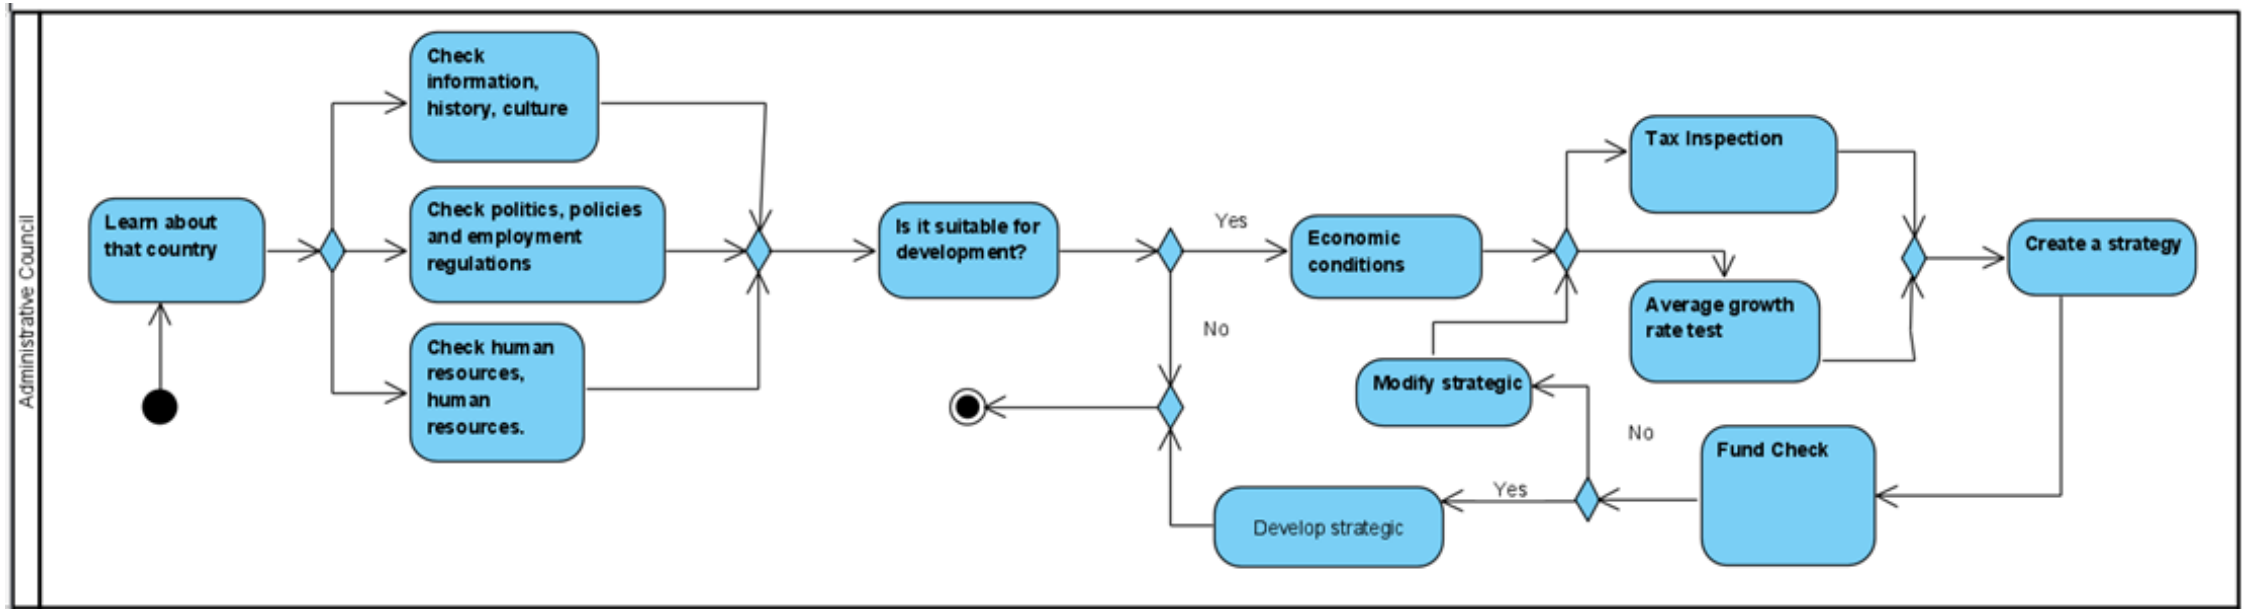 Administrative Council
Learn about
that country
Check
information,
history, culture
Check politics, policies
and employment
regulations
Check human
resources,
human
resources.
Is it suitable for
development?
Yes
No
Economic
conditions
Tax Inspection
Average growth
rate test
Create a strategy
Modify strategic
No
Fund Check
Yes
Develop strategic